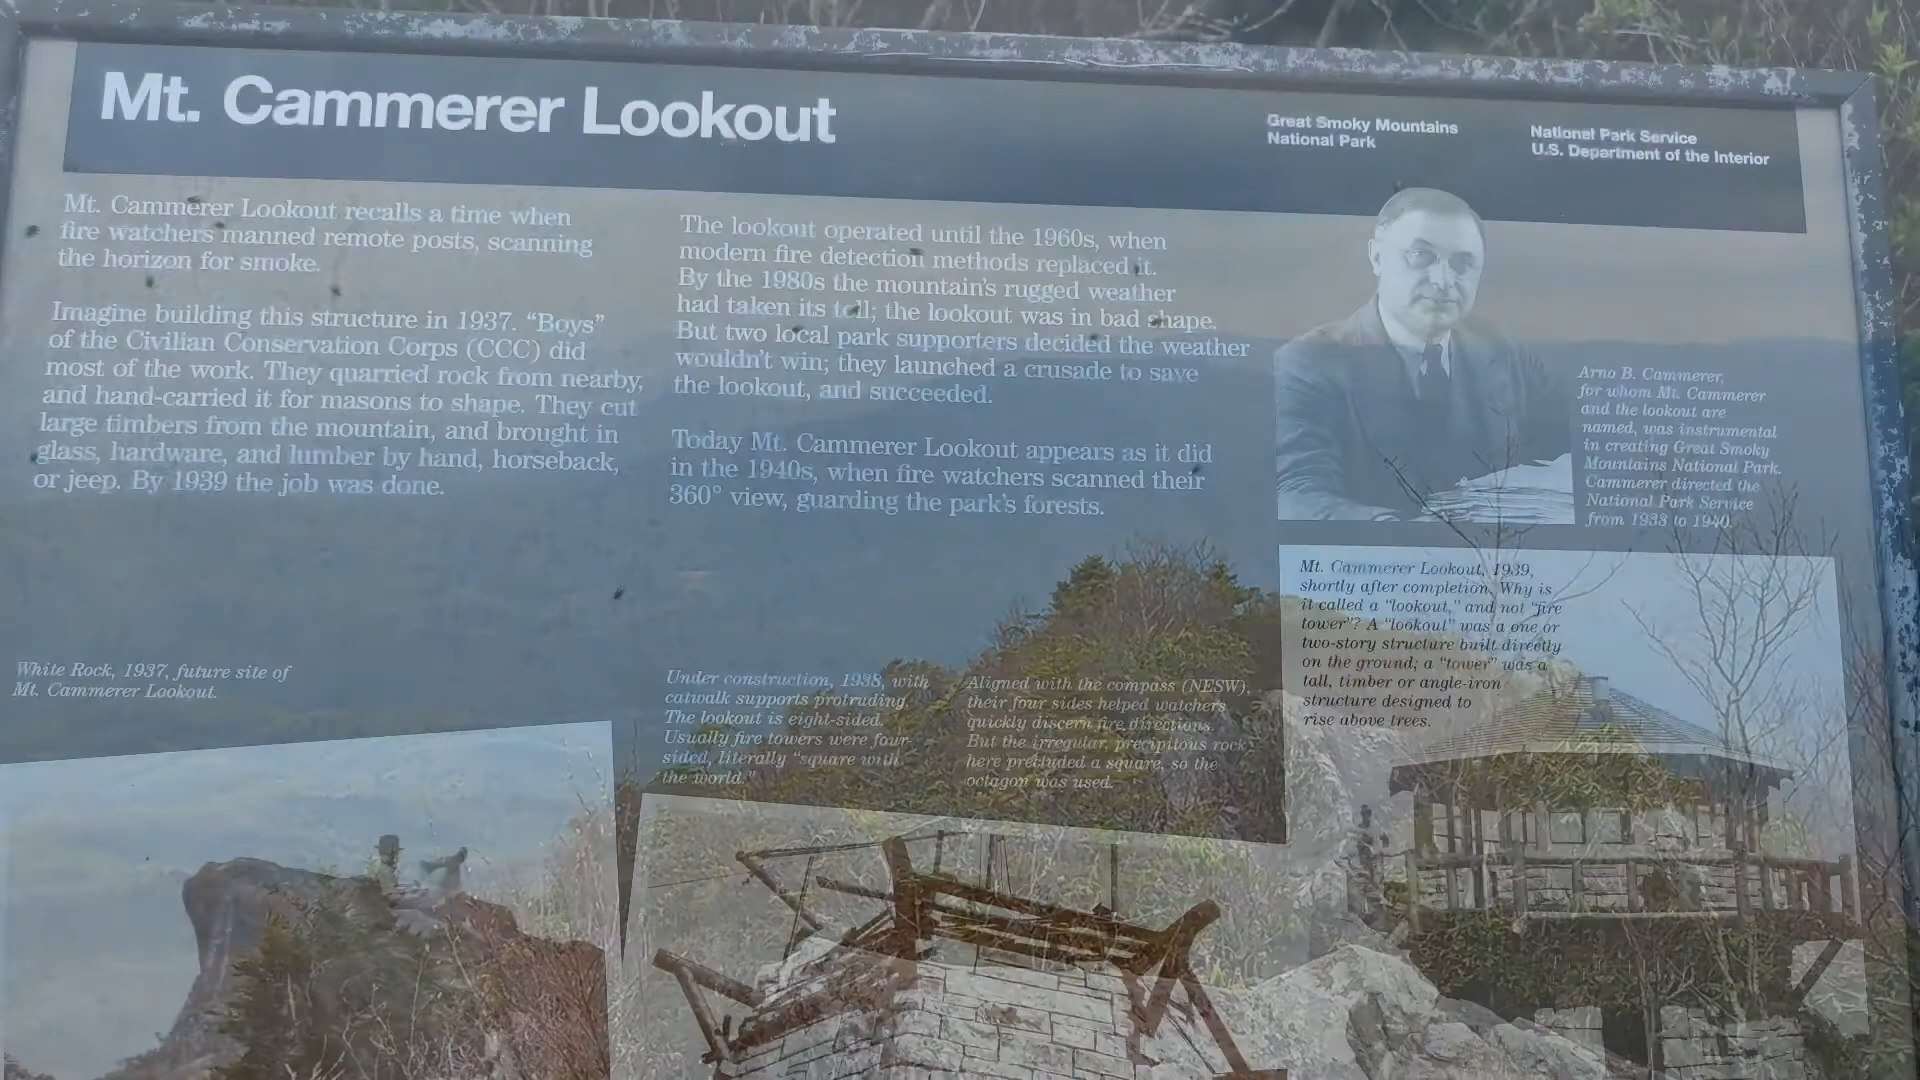 Mt. Cammerer Lookout
Great Smoky Mountains
National Park
National Park Service
U.S. Department of the Interior
Mt. Cammerer Lookout recalls a time when
fire watchers manned remote posts, scanning
the horizon for smoke.
Imagine building this structure in 1937. “Boys”
of the Civilian Conservation Corps (CCC) did
most of the work. They quarried rock from nearby,
and hand-carried it for masons to shape. They cut
large timbers from the mountain, and brought in
glass, hardware, and lumber by hand, horseback,
or jeep. By 1939 the job was done.
The lookout operated until the 1960s, when
modern fire detection methods replaced it.
By the 1980s the mountain’s rugged weather
had taken its toll; the lookout was in bad shape.
But two local park supporters decided the weather
wouldn’t win; they launched a crusade to save
the lookout, and succeeded.
Today Mt. Cammerer Lookout appears as it did
in the 1940s, when fire watchers scanned their
360° view, guarding the park’s forests.
Arno B. Cammerer,
for whom Mt. Cammerer
and the lookout are
named, was instrumental
in creating Great Smoky
Mountains National Park.
Cammerer directed the
National Park Service
from 1933 to 1940.
White Rock, 1937, future site of
Mt. Cammerer Lookout.
Under construction, 1938, with
catwalk supports protruding.
The lookout is eight-sided.
Usually fire towers were four-
sided, literally “square with
the world.”
Aligned with the compass (NESW),
their four sides helped watchers
quickly discern fire directions.
But the irregular, precipitous rock
here precluded a square, so the
octagon was used.
Mt. Cammerer Lookout, 1939,
shortly after completion. Why is
it called a “lookout,” and not “fire
tower”? A “lookout” was a one or
two-story structure built directly
on the ground; a “tower” was a
tall, timber or angle-iron
structure designed to
rise above trees.